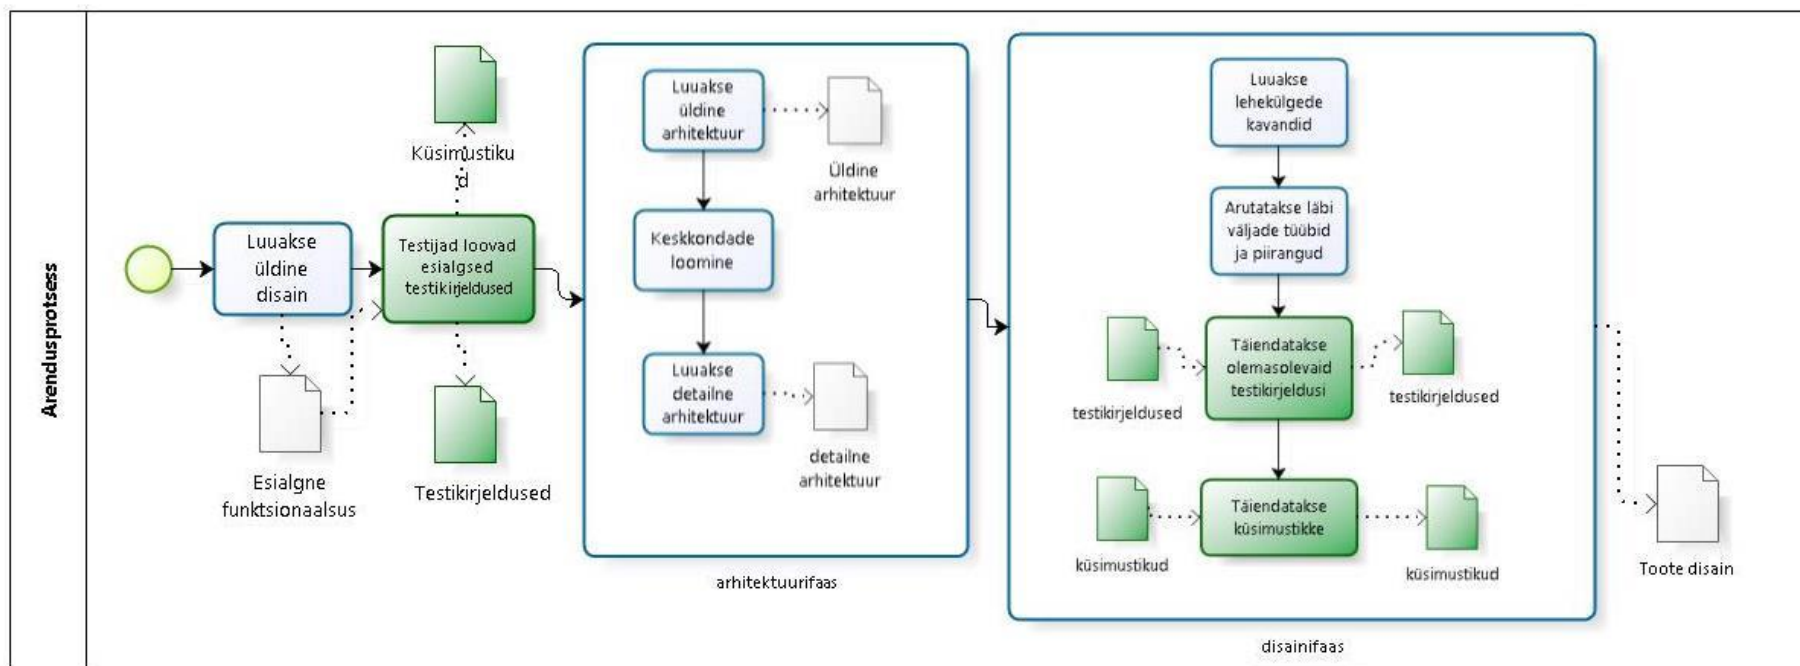 Arendusprotsess
Luuakse
üldine
disain
Esialgne
funktsionaalsus
Küsimustiku
d
Testijad loovad
esialgsed
testikirjeldused
Testikirjeldused
Luuakse
üldine
arhitektuur
Üldine
arhitektuur
Keskkondade
loomine
Luuakse
detailne
arhitektuur
detailne
arhitektuur
arhitektuurifaas
Luuakse
lehekülgede
kavandid
Arutatakse läbi
väljade tüübid
ja piirangud
testikirjeldused
Täiendatakse
olemasolevaid
testikirjeldusi
testikirjeldused
küsimustikud
Täiendatakse
küsimustikke
küsimustikud
disainifaas
Toote disain